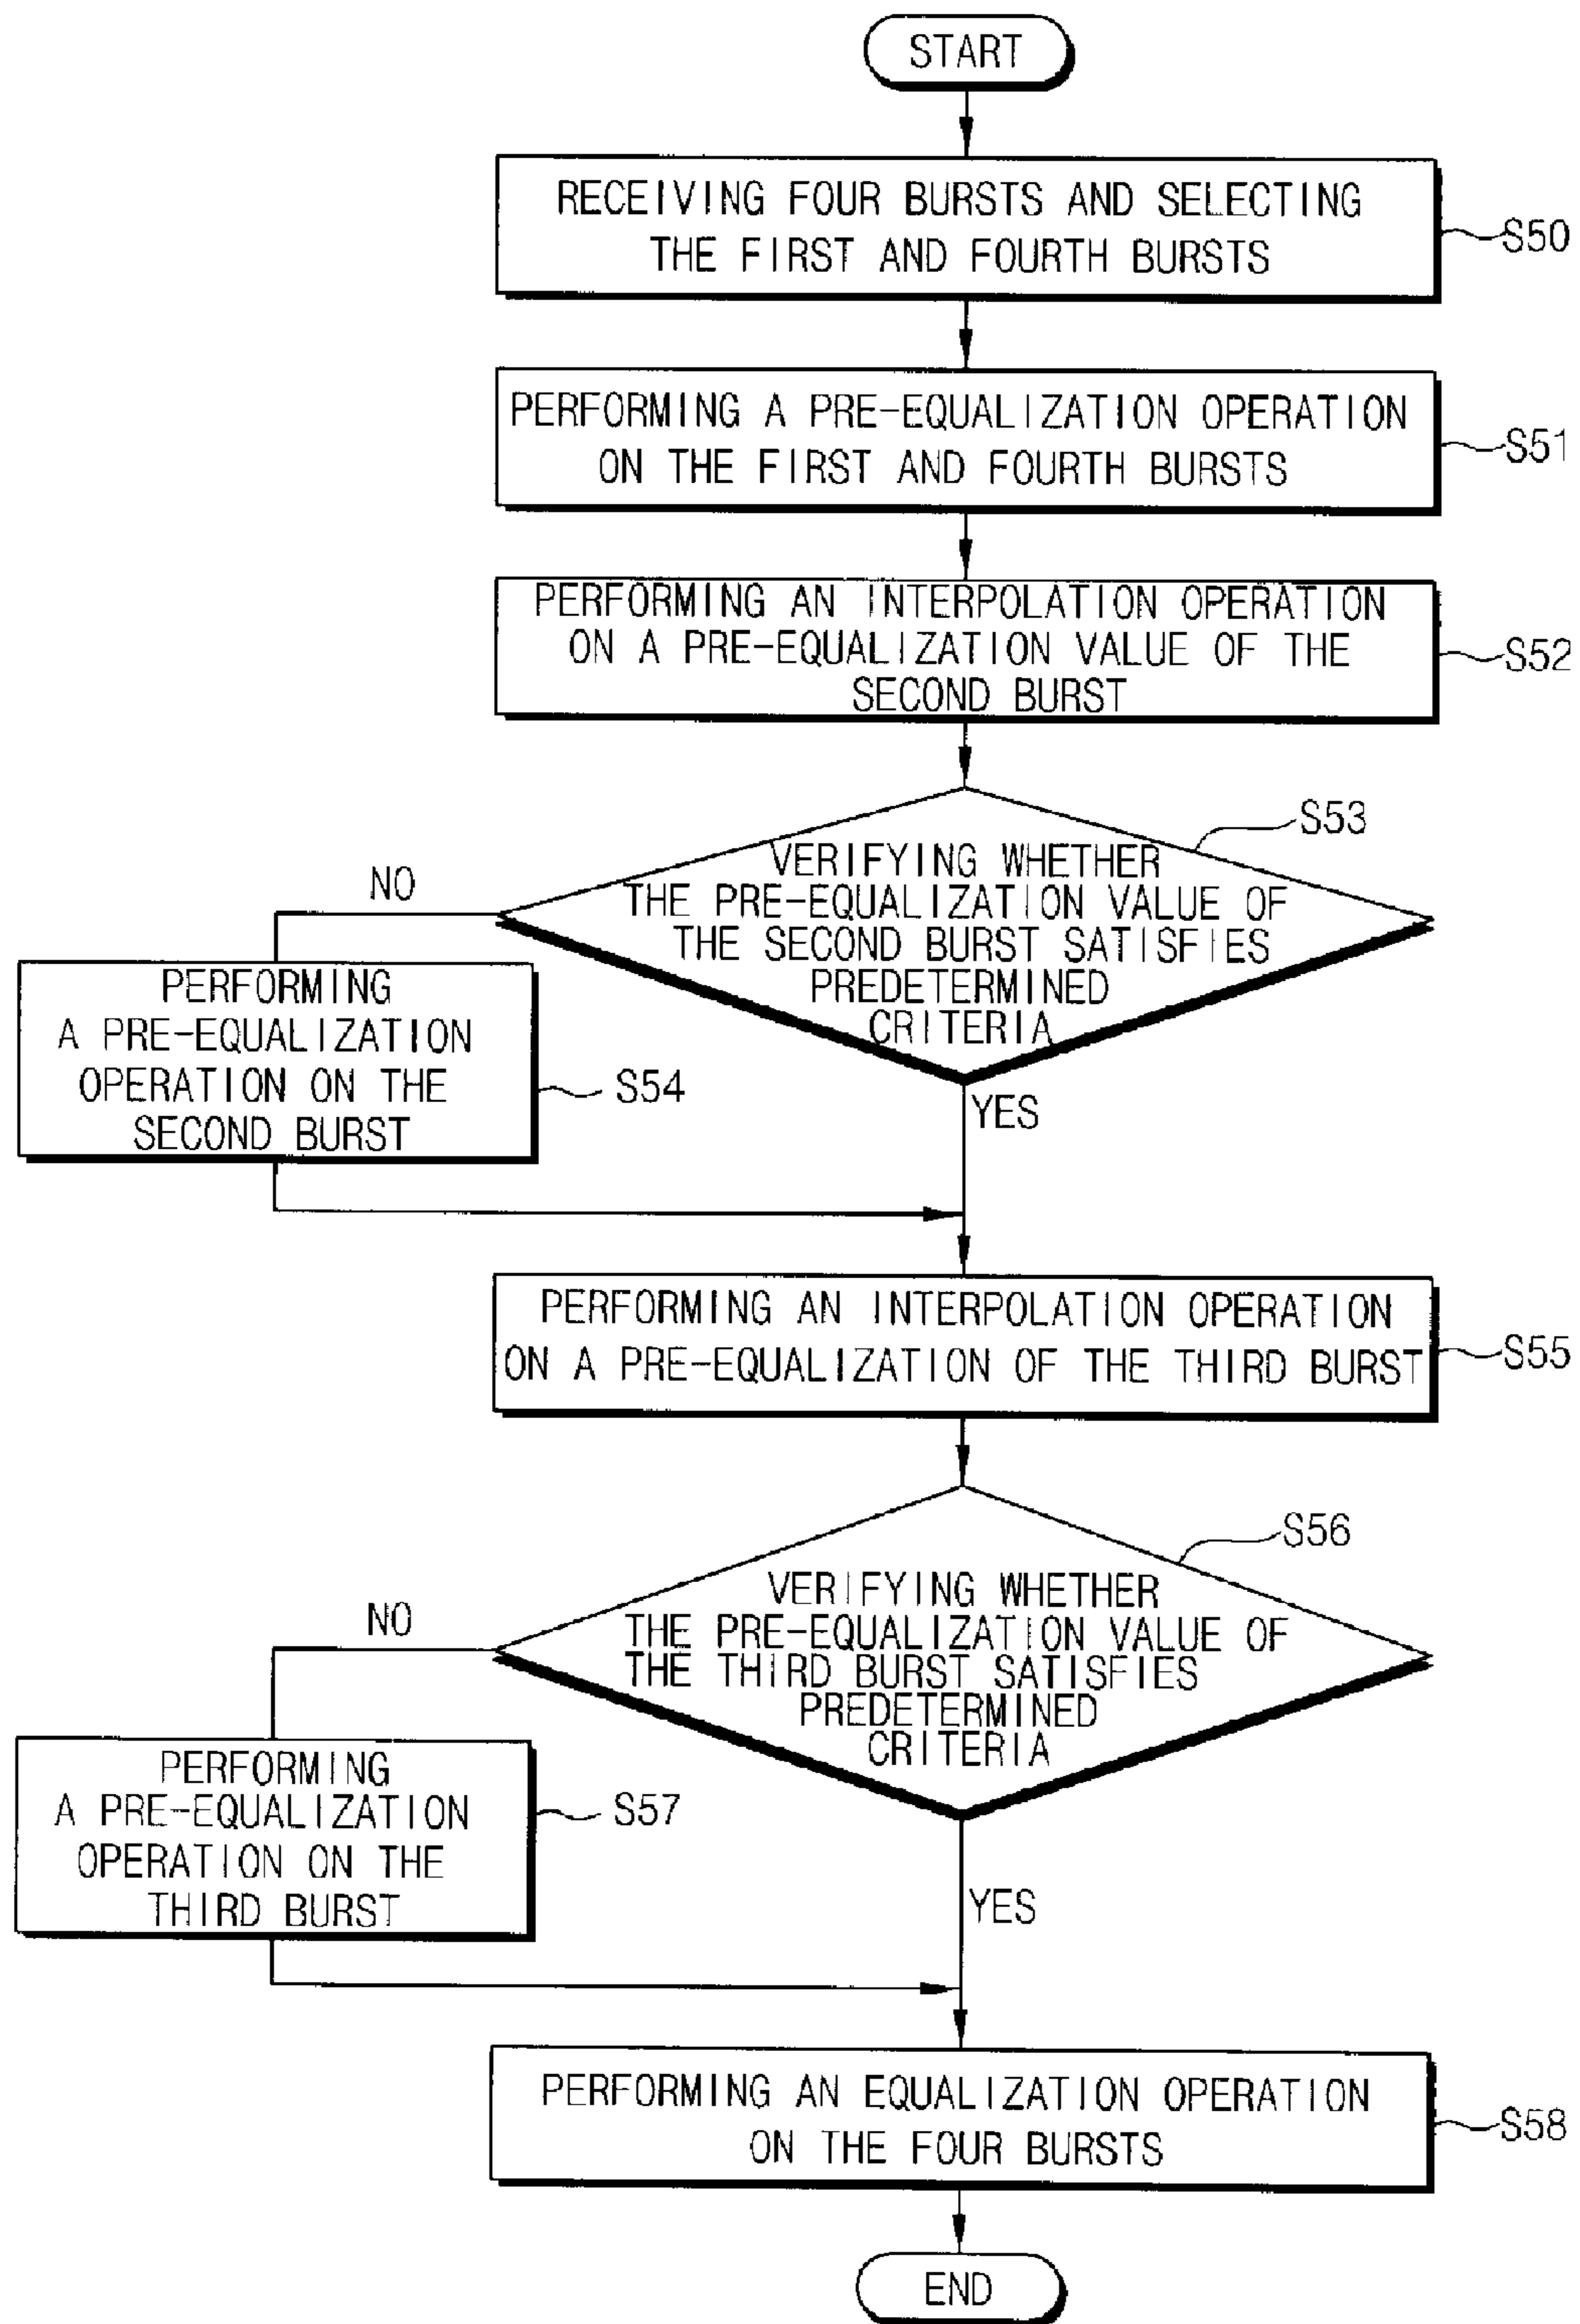 START
RECEIVING FOUR BURSTS AND SELECTING
THE FIRST AND FOURTH BURSTS
S50
PERFORMING A PRE-EQUALIZATION OPERATION
ON THE FIRST AND FOURTH BURSTS
S51
PERFORMING AN INTERPOLATION OPERATION
ON A PRE-EQUALIZATION VALUE OF THE
SECOND BURST
S52
S53
VERIFYING WHETHER
THE PRE-EQUALIZATION VALUE OF
THE SECOND BURST SATISFIES
PREDETERMINED
CRITERIA
NO
PERFORMING
A PRE-EQUALIZATION
OPERATION ON THE
SECOND BURST
S54
YES
PERFORMING AN INTERPOLATION OPERATION
ON A PRE-EQUALIZATION OF THE THIRD BURST
S55
S56
VERIFYING WHETHER
THE PRE-EQUALIZATION VALUE OF
THE THIRD BURST SATISFIES
PREDETERMINED
CRITERIA
NO
PERFORMING
A PRE-EQUALIZATION
OPERATION ON THE
THIRD BURST
S57
YES
PERFORMING AN EQUALIZATION OPERATION
ON THE FOUR BURSTS
S58
END